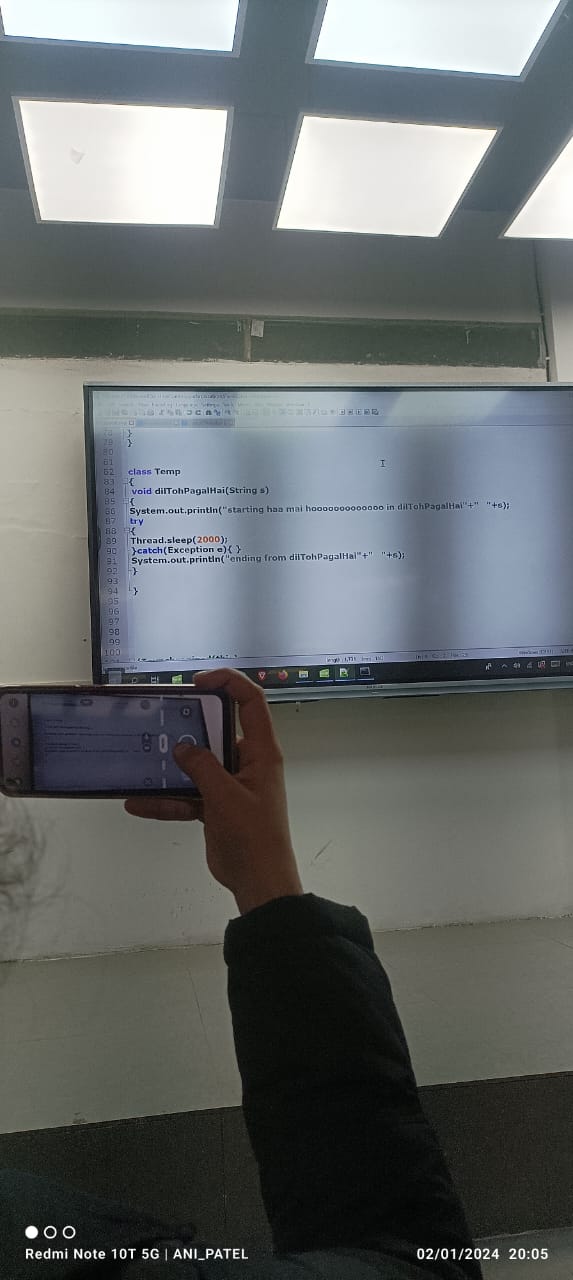 78 }
79 }
80
81
82 class Temp
83 {
84 void dilTohPagalHai(String s)
85 {
86 System.out.println("starting haa mai hooooooooooooo in dilTohPagalHai"+" "+s);
87 try
88 {
89 Thread.sleep(2000);
90 }catch(Exception e){ }
91 System.out.println("ending from dilTohPagalHai"+" "+s);
92 }
93
94 }
95
96
97
98
99
100
Redmi Note 10T 5G | ANI_PATEL
02/01/2024 20:05